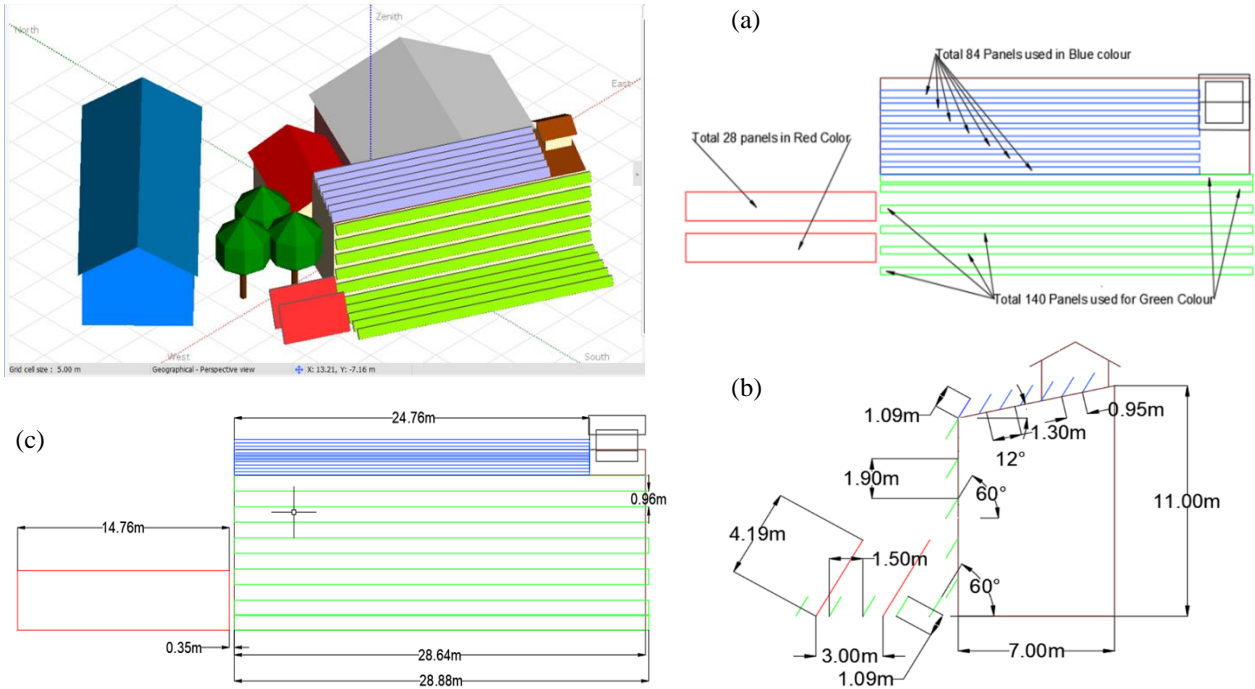 North
Zenith
East
West
South
Grid cell size : 5.00 m
Geographical - Perspective view
X: 13.21, Y: -7.16 m
(a)
Total 84 Panels used in Blue colour
Total 28 panels in Red Color
Total 140 Panels used for Green Colour
(b)
1.09m
0.95m
1.30m
12°
1.90m
60°
11.00m
4.19m
1.50m
60°
3.00m
7.00m
1.09m
(c)
24.76m
0.96m
14.76m
0.35m
28.64m
28.88m